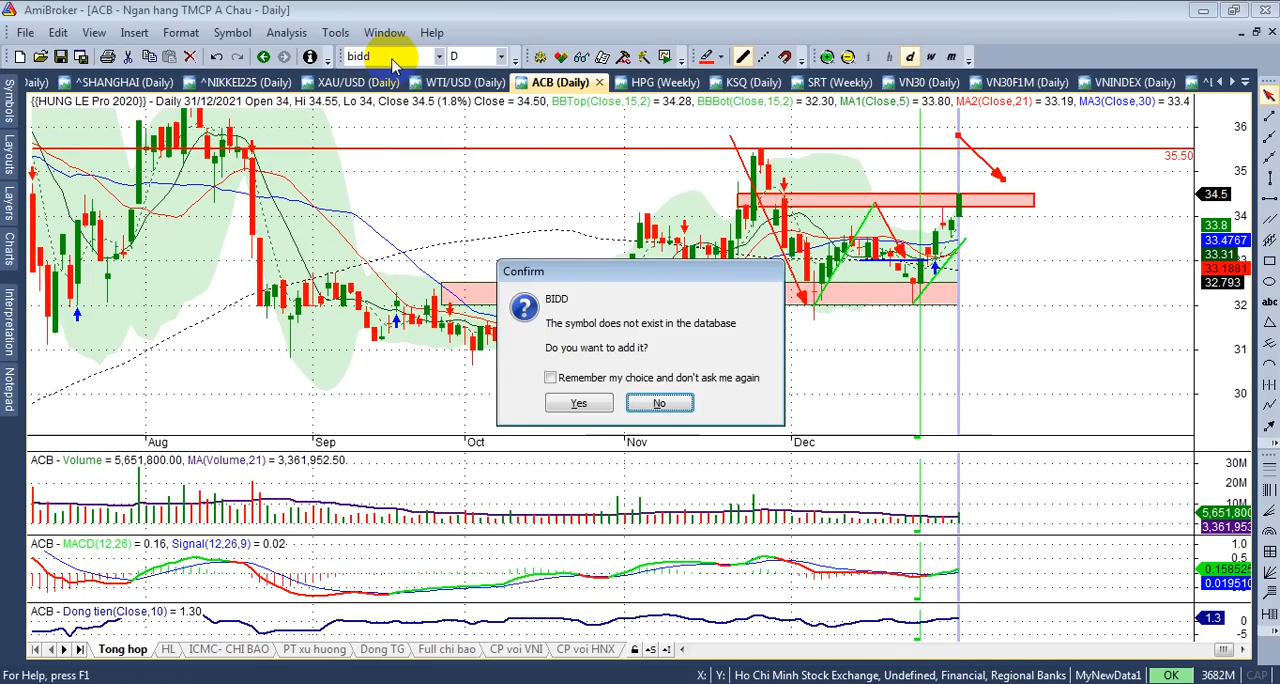 AmiBroker - [ACB - Ngan hang TMCP A Chau - Daily]
File Edit View Insert Format Symbol Analysis Tools Window Help
bidd D i h d w m
aily) ^SHANGHAI (Daily) ^NIKKEI225 (Daily) XAU/USD (Daily) WTI/USD (Daily) ACB (Daily) HPG (Weekly) KSQ (Daily) SRT (Weekly) VN30 (Daily) VN30F1M (Daily) VNINDEX (Daily)
{{HUNG LE Pro 2020}} - Daily 31/12/2021 Open 34, Hi 34.55, Lo 34, Close 34.5 (1.8%) Close = 34.50, BBTop(Close,15,2) = 34.28, BBBot(Close,15,2) = 32.30, MA1(Close,5) = 33.80, MA2(Close,21) = 33.19, MA3(Close,30) = 33.4
Symbols
Layouts
Layers
Charts
Interpretation
Notepad
36
35.50
35
34.5
34
33.8
33.4767
33.31
33.1881
32.793
32
31
30
Confirm
BIDD
The symbol does not exist in the database
Do you want to add it?
Remember my choice and don't ask me again
Yes No
Aug Sep Oct Nov Dec
ACB - Volume = 5,651,800.00, MA(Volume,21) = 3,361,952.50.
30M
20M
10M
5,651,800
3,361,953
ACB - MACD(12,26) = 0.16, Signal(12,26,9) = 0.02
1.0
0.5
0.158525
0.019510
ACB - Dong tien(Close,10) = 1.30
1.3
0
-5
Tong hop HL ICMC- CHI BAO PT xu huong Dong TG Full chi bao CP voi VNI CP voi HNX
abc
For Help, press F1 X: Y: Ho Chi Minh Stock Exchange, Undefined, Financial, Regional Banks MyNewData1 OK 3682M CAP